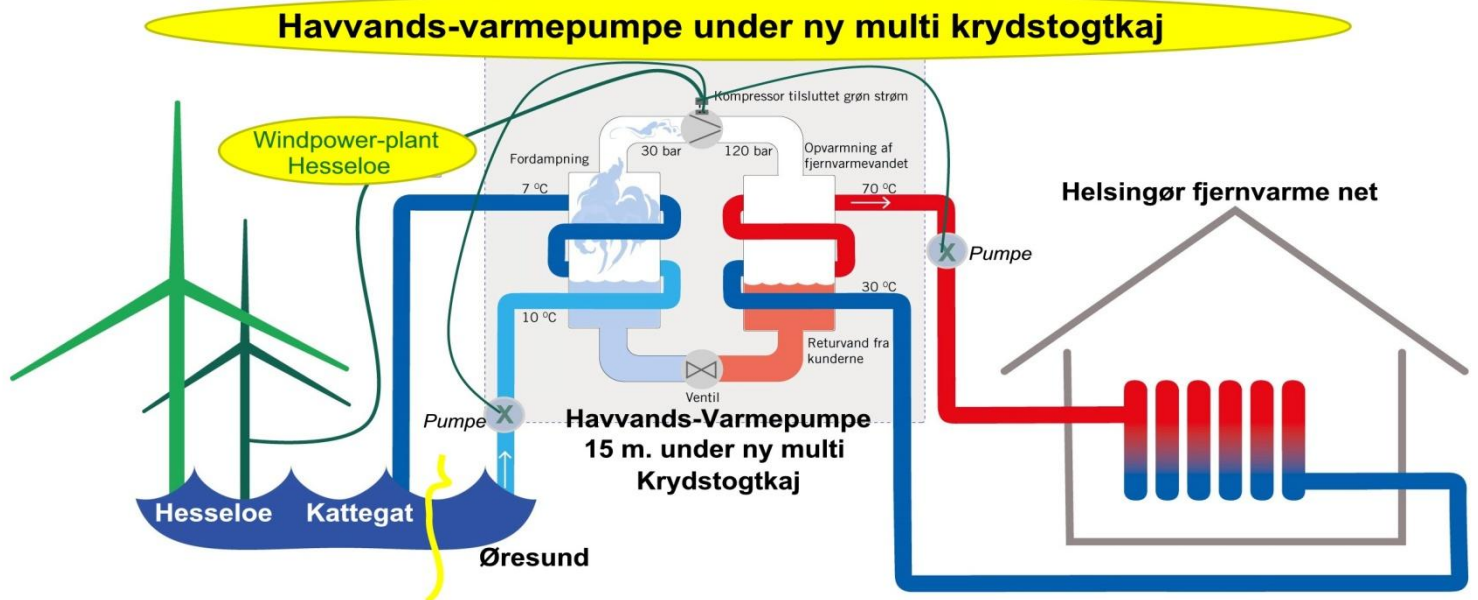 Havvands-varmepumpe under ny multi krydstogtkaj
Kompressor tilsluttet grøn strøm
Windpower-plant
Hesseloe
Fordampning
30 bar
120 bar
Opvarmning af
fjernvarmevandet
7 °C
70 °C
Helsingør fjernvarme net
X
Pumpe
10 °C
30 °C
Returvand fra
kunderne
Ventil
Pumpe
X
Havvands-Varmepumpe
15 m. under ny multi
Krydstogtkaj
Hesseloe
Kattegat
Øresund